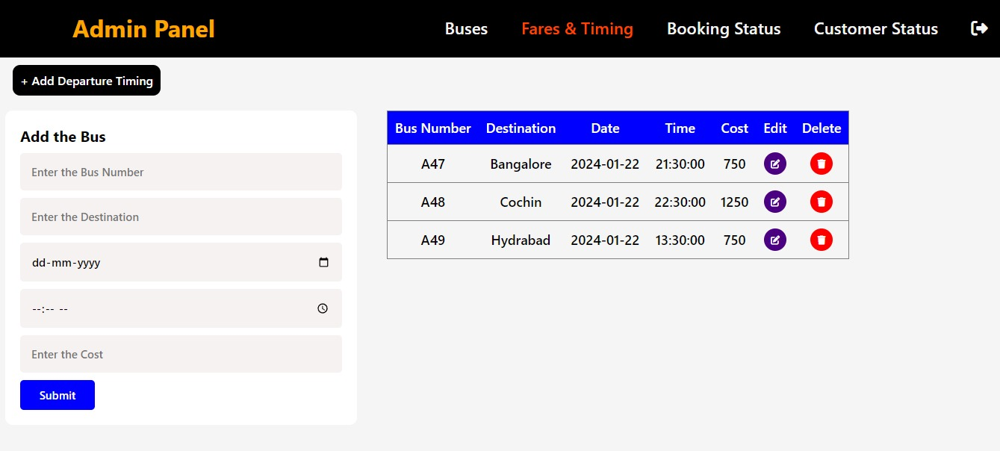 Admin Panel Buses Fares & Timing Booking Status Customer Status
+ Add Departure Timing
Add the Bus
Enter the Bus Number
Enter the Destination
dd-mm-yyyy
--:-- --
Enter the Cost
Submit
Bus Number Destination Date Time Cost Edit Delete
A47 Bangalore 2024-01-22 21:30:00 750
A48 Cochin 2024-01-22 22:30:00 1250
A49 Hydrabad 2024-01-22 13:30:00 750